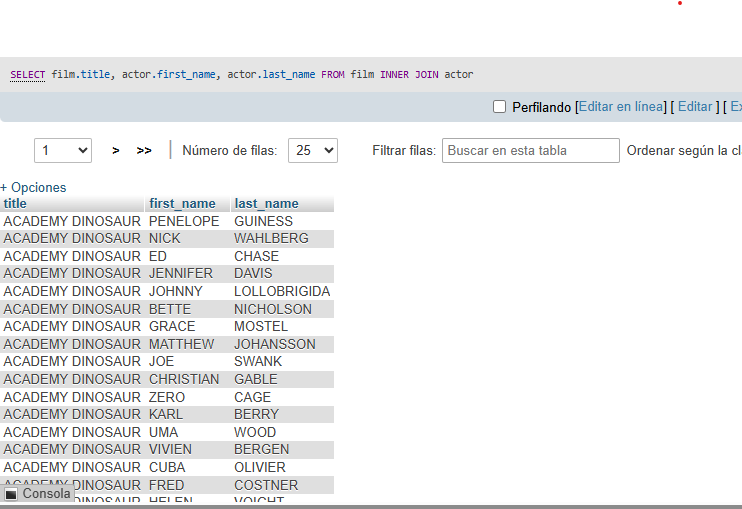 SELECT film.title, actor.first_name, actor.last_name FROM film INNER JOIN actor
Perfilando [Editar en línea] [ Editar ] [ Ex
1 > >> Número de filas: 25 Filtrar filas: Buscar en esta tabla Ordenar según la cl
+ Opciones
title first_name last_name
ACADEMY DINOSAUR PENELOPE GUINESS
ACADEMY DINOSAUR NICK WAHLBERG
ACADEMY DINOSAUR ED CHASE
ACADEMY DINOSAUR JENNIFER DAVIS
ACADEMY DINOSAUR JOHNNY LOLLOBRIGIDA
ACADEMY DINOSAUR BETTE NICHOLSON
ACADEMY DINOSAUR GRACE MOSTEL
ACADEMY DINOSAUR MATTHEW JOHANSSON
ACADEMY DINOSAUR JOE SWANK
ACADEMY DINOSAUR CHRISTIAN GABLE
ACADEMY DINOSAUR ZERO CAGE
ACADEMY DINOSAUR KARL BERRY
ACADEMY DINOSAUR UMA WOOD
ACADEMY DINOSAUR VIVIEN BERGEN
ACADEMY DINOSAUR CUBA OLIVIER
ACADEMY DINOSAUR FRED COSTNER
Consola DINOSAUR HELEN VOIGHT